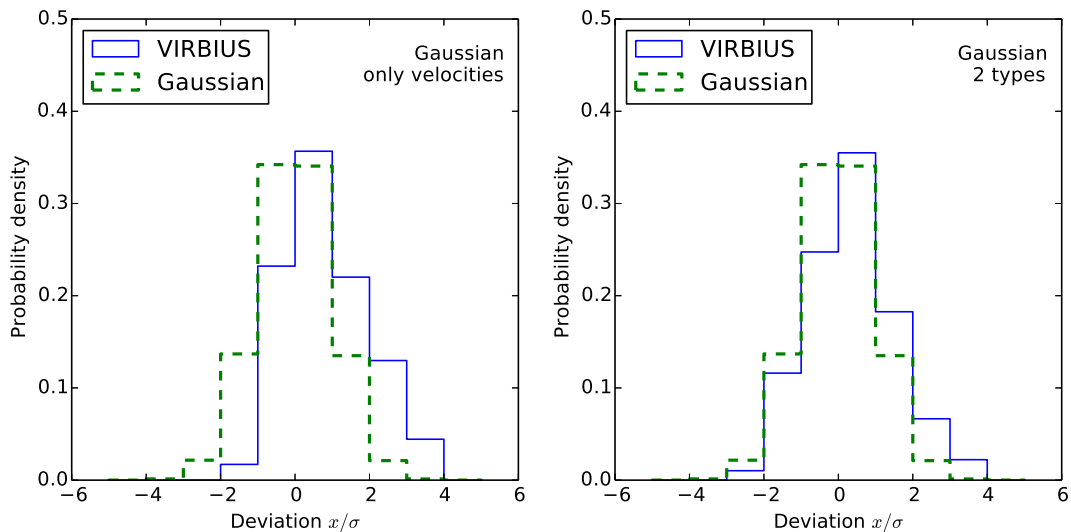 VIRBIUS
Gaussian
Gaussian
only velocities
0.5
0.4
0.3
0.2
0.1
0.0
−6 −4 −2 0 2 4 6
Probability density
Deviation x/σ
VIRBIUS
Gaussian
Gaussian
2 types
0.5
0.4
0.3
0.2
0.1
0.0
−6 −4 −2 0 2 4 6
Probability density
Deviation x/σ